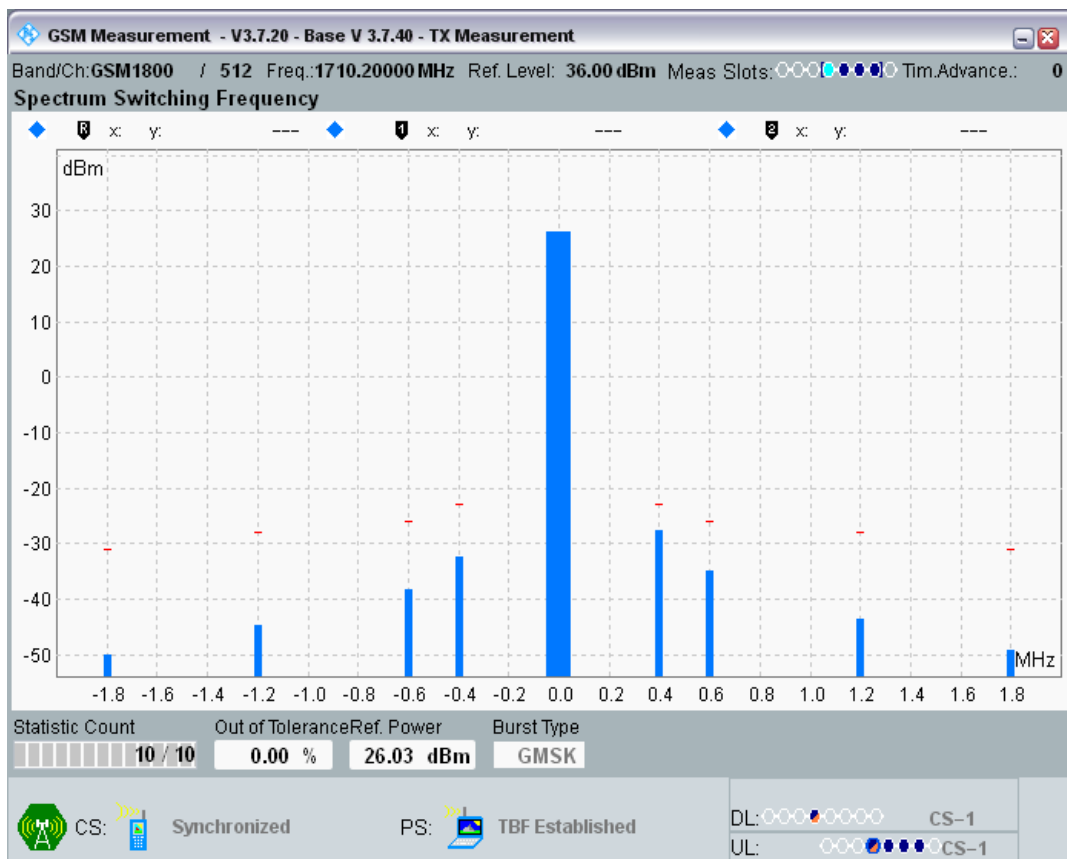 GSM Measurement - V3.7.20 - Base V 3.7.40 - TX Measurement
Band/Ch:GSM1800 / 512 Freq.:1710.20000 MHz Ref. Level: 36.00 dBm Meas Slots: Tim.Advance.: 0
Spectrum Switching Frequency
R x: y: --- 1 x: y: --- 2 x: y: ---
dBm
30
20
10
0
-10
-20
-30
-40
-50
MHz
-1.8 -1.6 -1.4 -1.2 -1.0 -0.8 -0.6 -0.4 -0.2 0.0 0.2 0.4 0.6 0.8 1.0 1.2 1.4 1.6 1.8
Statistic Count Out of Tolerance Ref. Power Burst Type
10 / 10 0.00 % 26.03 dBm GMSK
CS: Synchronized PS: TBF Established
DL: CS-1
UL: CS-1